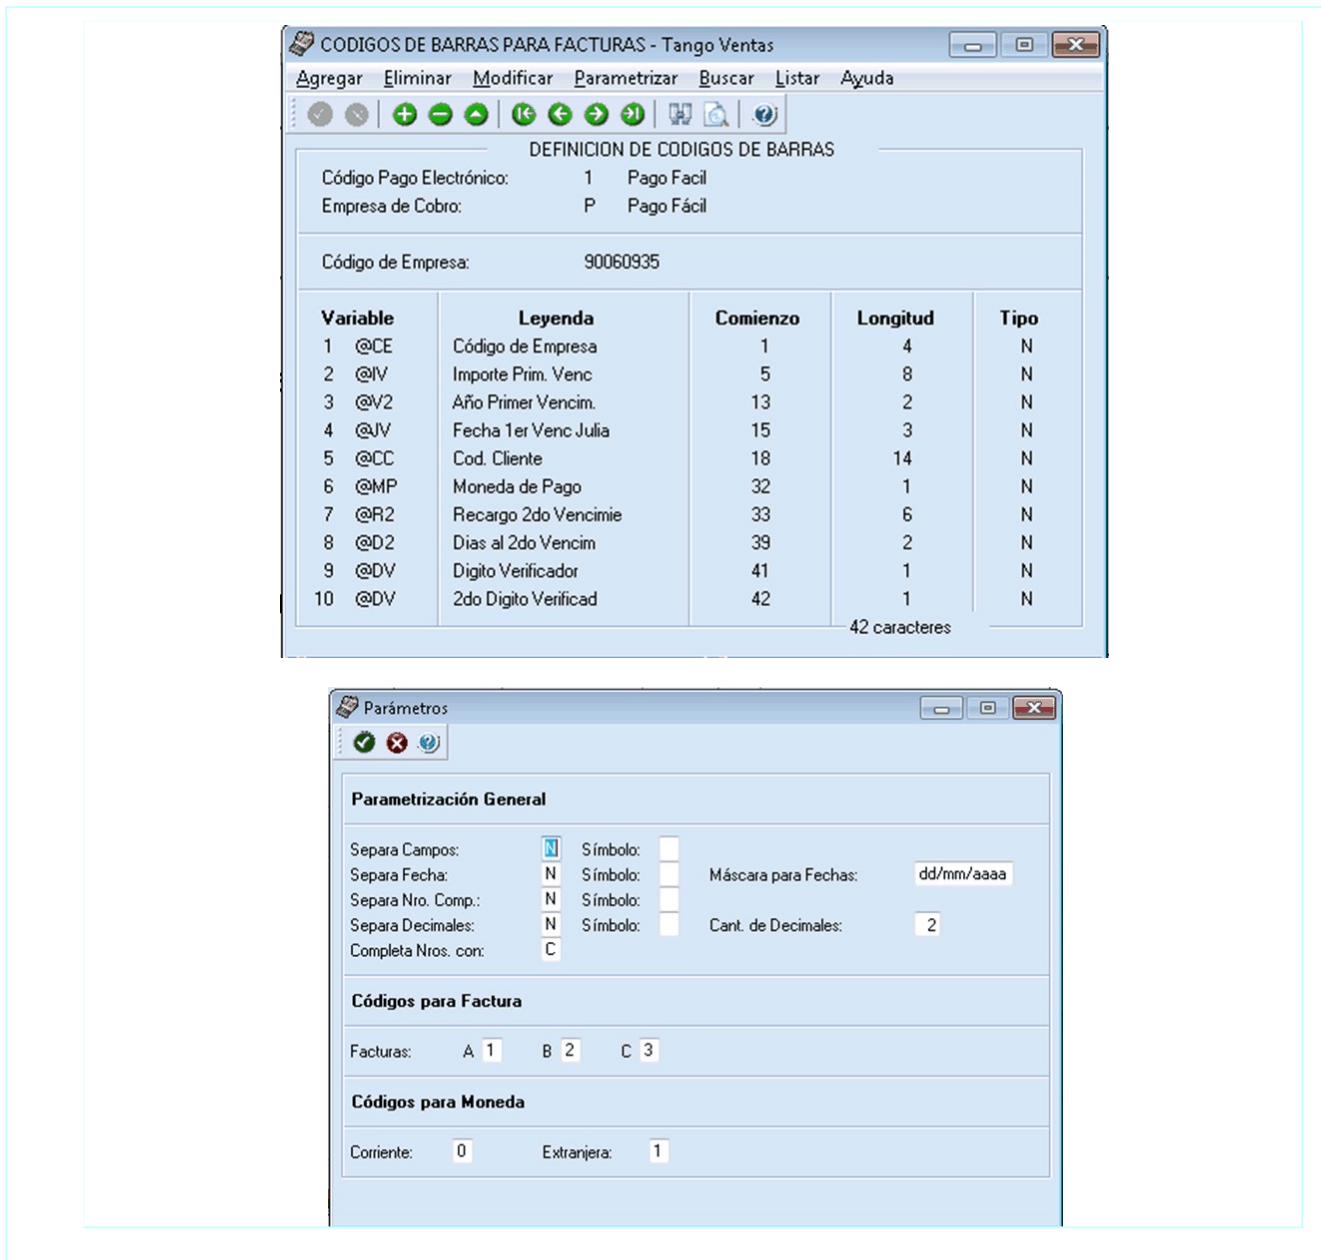 CODIGOS DE BARRAS PARA FACTURAS - Tango Ventas
Agregar Eliminar Modificar Parametrizar Buscar Listar Ayuda
DEFINICION DE CODIGOS DE BARRAS
Código Pago Electrónico: 1 Pago Facil
Empresa de Cobro: P Pago Fácil
Código de Empresa: 90060935
Variable Leyenda Comienzo Longitud Tipo
1 @CE Código de Empresa 1 4 N
2 @IV Importe Prim. Venc 5 8 N
3 @V2 Año Primer Vencim. 13 2 N
4 @JV Fecha 1er Venc Julia 15 3 N
5 @CC Cod. Cliente 18 14 N
6 @MP Moneda de Pago 32 1 N
7 @R2 Recargo 2do Vencimie 33 6 N
8 @D2 Dias al 2do Vencim 39 2 N
9 @DV Digito Verificador 41 1 N
10 @DV 2do Digito Verificad 42 1 N
42 caracteres
Parámetros
Parametrización General
Separa Campos: N Símbolo:
Separa Fecha: N Símbolo: Máscara para Fechas: dd/mm/aaaa
Separa Nro. Comp.: N Símbolo:
Separa Decimales: N Símbolo: Cant. de Decimales: 2
Completa Nros. con: C
Códigos para Factura
Facturas: A 1 B 2 C 3
Códigos para Moneda
Corriente: 0 Extranjera: 1